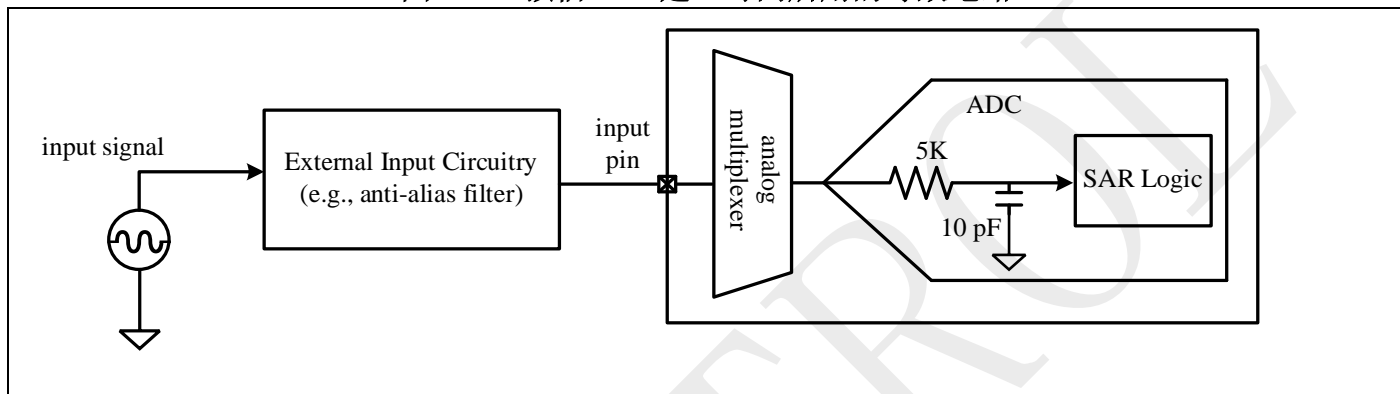 input signal
External Input Circuitry
(e.g., anti-alias filter)
input
pin
analog
multiplexer
ADC
5K
10 pF
SAR Logic